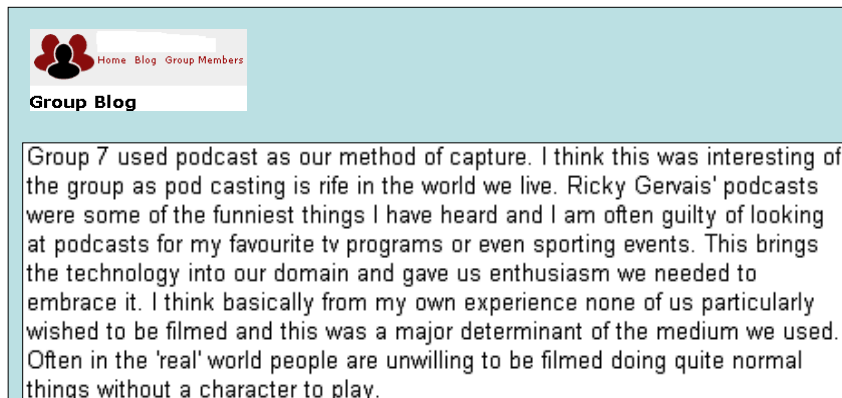 Home Blog Group Members
Group Blog
Group 7 used podcast as our method of capture. I think this was interesting of
the group as pod casting is rife in the world we live. Ricky Gervais' podcasts
were some of the funniest things I have heard and I am often guilty of looking
at podcasts for my favourite tv programs or even sporting events. This brings
the technology into our domain and gave us enthusiasm we needed to
embrace it. I think basically from my own experience none of us particularly
wished to be filmed and this was a major determinant of the medium we used.
Often in the 'real' world people are unwilling to be filmed doing quite normal
things without a character to play.